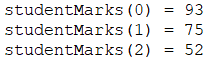 studentMarks(0) = 93
studentMarks(1) = 75
studentMarks(2) = 52